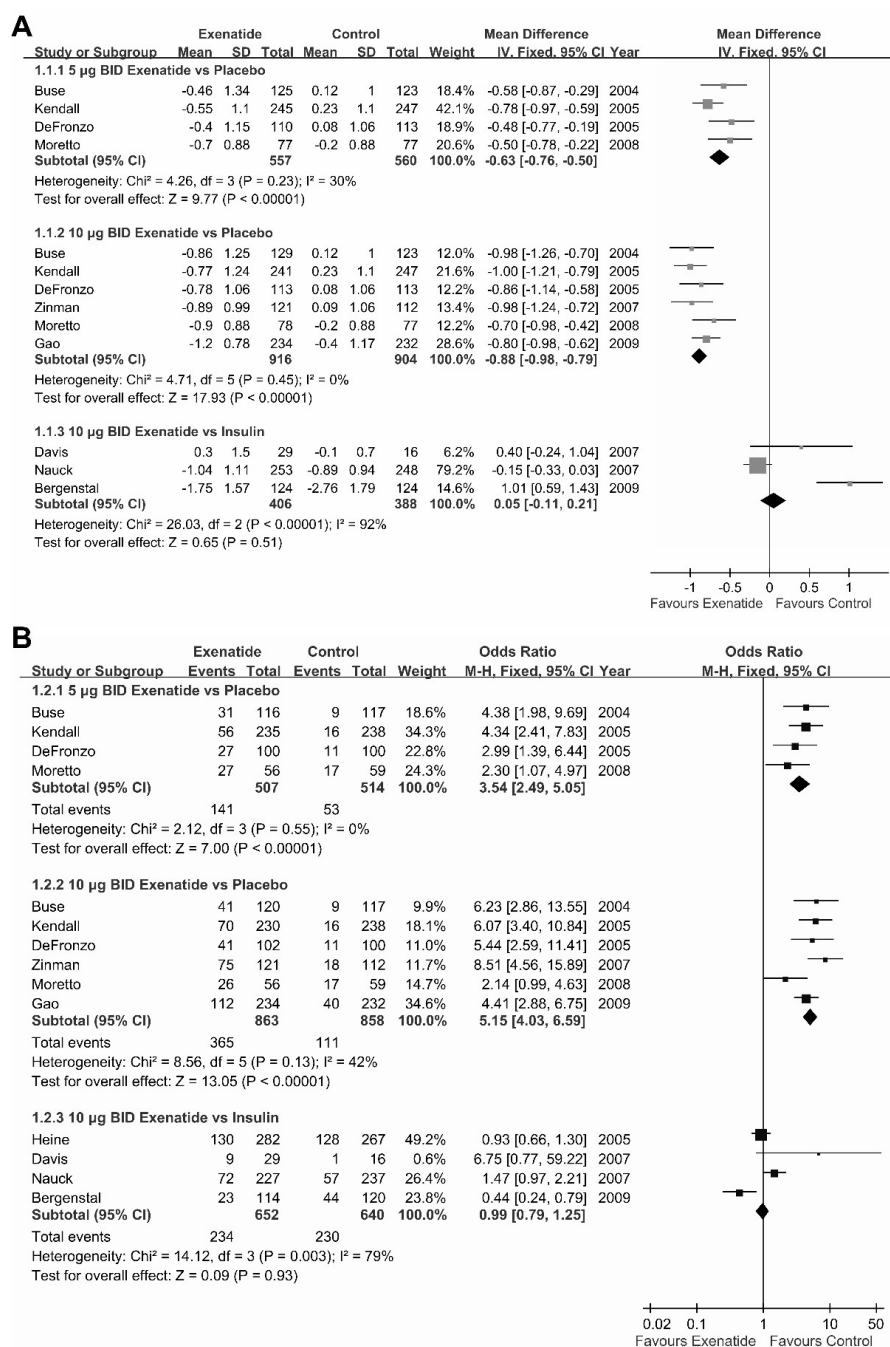 A
Exenatide Control Mean Difference Mean Difference
Study or Subgroup Mean SD Total Mean SD Total Weight IV, Fixed, 95% CI Year IV, Fixed, 95% CI
1.1.1 5 µg BID Exenatide vs Placebo
Buse -0.46 1.34 125 0.12 1 123 18.4% -0.58 [-0.87, -0.29] 2004
Kendall -0.55 1.1 245 0.23 1.1 247 42.1% -0.78 [-0.97, -0.59] 2005
DeFronzo -0.4 1.15 110 0.08 1.06 113 18.9% -0.48 [-0.77, -0.19] 2005
Moretto -0.7 0.88 77 -0.2 0.88 77 20.6% -0.50 [-0.78, -0.22] 2008
Subtotal (95% CI) 557 560 100.0% -0.63 [-0.76, -0.50]
Heterogeneity: Chi² = 4.26, df = 3 (P = 0.23); I² = 30%
Test for overall effect: Z = 9.77 (P < 0.00001)
1.1.2 10 µg BID Exenatide vs Placebo
Buse -0.86 1.25 129 0.12 1 123 12.0% -0.98 [-1.26, -0.70] 2004
Kendall -0.77 1.24 241 0.23 1.1 247 21.6% -1.00 [-1.21, -0.79] 2005
DeFronzo -0.78 1.06 113 0.08 1.06 113 12.2% -0.86 [-1.14, -0.58] 2005
Zinman -0.89 0.99 121 0.09 1.06 112 13.4% -0.98 [-1.24, -0.72] 2007
Moretto -0.9 0.88 78 -0.2 0.88 77 12.2% -0.70 [-0.98, -0.42] 2008
Gao -1.2 0.78 234 -0.4 1.17 232 28.6% -0.80 [-0.98, -0.62] 2009
Subtotal (95% CI) 916 904 100.0% -0.88 [-0.98, -0.79]
Heterogeneity: Chi² = 4.71, df = 5 (P = 0.45); I² = 0%
Test for overall effect: Z = 17.93 (P < 0.00001)
1.1.3 10 µg BID Exenatide vs Insulin
Davis 0.3 1.5 29 -0.1 0.7 16 6.2% 0.40 [-0.24, 1.04] 2007
Nauck -1.04 1.11 253 -0.89 0.94 248 79.2% -0.15 [-0.33, 0.03] 2007
Bergenstal -1.75 1.57 124 -2.76 1.79 124 14.6% 1.01 [0.59, 1.43] 2009
Subtotal (95% CI) 406 388 100.0% 0.05 [-0.11, 0.21]
Heterogeneity: Chi² = 26.03, df = 2 (P < 0.00001); I² = 92%
Test for overall effect: Z = 0.65 (P = 0.51)
-1 -0.5 0 0.5 1
Favours Exenatide Favours Control
B
Exenatide Control Odds Ratio Odds Ratio
Study or Subgroup Events Total Events Total Weight M-H, Fixed, 95% CI Year M-H, Fixed, 95% CI
1.2.1 5 µg BID Exenatide vs Placebo
Buse 31 116 9 117 18.6% 4.38 [1.98, 9.69] 2004
Kendall 56 235 16 238 34.3% 4.34 [2.41, 7.83] 2005
DeFronzo 27 100 11 100 22.8% 2.99 [1.39, 6.44] 2005
Moretto 27 56 17 59 24.3% 2.30 [1.07, 4.97] 2008
Subtotal (95% CI) 507 514 100.0% 3.54 [2.49, 5.05]
Total events 141 53
Heterogeneity: Chi² = 2.12, df = 3 (P = 0.55); I² = 0%
Test for overall effect: Z = 7.00 (P < 0.00001)
1.2.2 10 µg BID Exenatide vs Placebo
Buse 41 120 9 117 9.9% 6.23 [2.86, 13.55] 2004
Kendall 70 230 16 238 18.1% 6.07 [3.40, 10.84] 2005
DeFronzo 41 102 11 100 11.0% 5.44 [2.59, 11.41] 2005
Zinman 75 121 18 112 11.7% 8.51 [4.56, 15.89] 2007
Moretto 26 56 17 59 14.7% 2.14 [0.99, 4.63] 2008
Gao 112 234 40 232 34.6% 4.41 [2.88, 6.75] 2009
Subtotal (95% CI) 863 858 100.0% 5.15 [4.03, 6.59]
Total events 365 111
Heterogeneity: Chi² = 8.56, df = 5 (P = 0.13); I² = 42%
Test for overall effect: Z = 13.05 (P < 0.00001)
1.2.3 10 µg BID Exenatide vs Insulin
Heine 130 282 128 267 49.2% 0.93 [0.66, 1.30] 2005
Davis 9 29 1 16 0.6% 6.75 [0.77, 59.22] 2007
Nauck 72 227 57 237 26.4% 1.47 [0.97, 2.21] 2007
Bergenstal 23 114 44 120 23.8% 0.44 [0.24, 0.79] 2009
Subtotal (95% CI) 652 640 100.0% 0.99 [0.79, 1.25]
Total events 234 230
Heterogeneity: Chi² = 14.12, df = 3 (P = 0.003); I² = 79%
Test for overall effect: Z = 0.09 (P = 0.93)
0.02 0.1 1 10 50
Favours Exenatide Favours Control